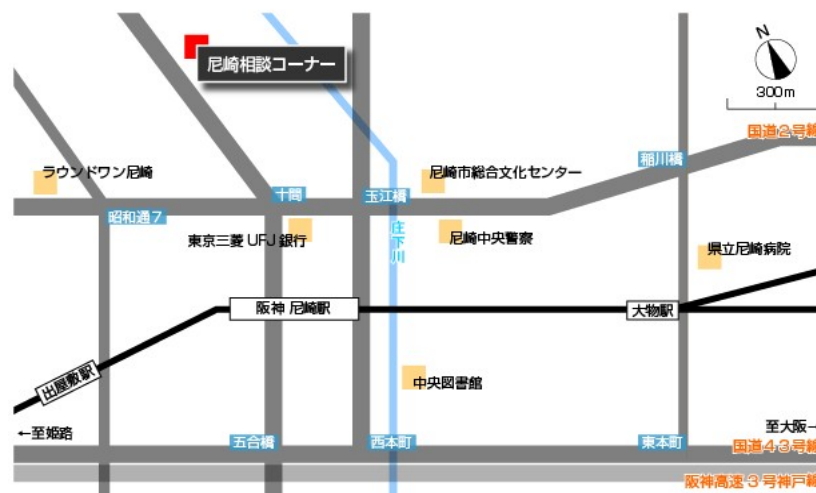 尼崎相談コーナー
N
300m
国道2号線
ラウンドワン尼崎
尼崎市総合文化センター
稲川橋
十間
玉江橋
昭和通7
東京三菱UFJ銀行
庄下川
尼崎中央警察
県立尼崎病院
阪神 尼崎駅
大物駅
出屋敷駅
中央図書館
←至姫路
五合橋
西本町
東本町
至大阪→
国道43号線
阪神高速3号神戸線